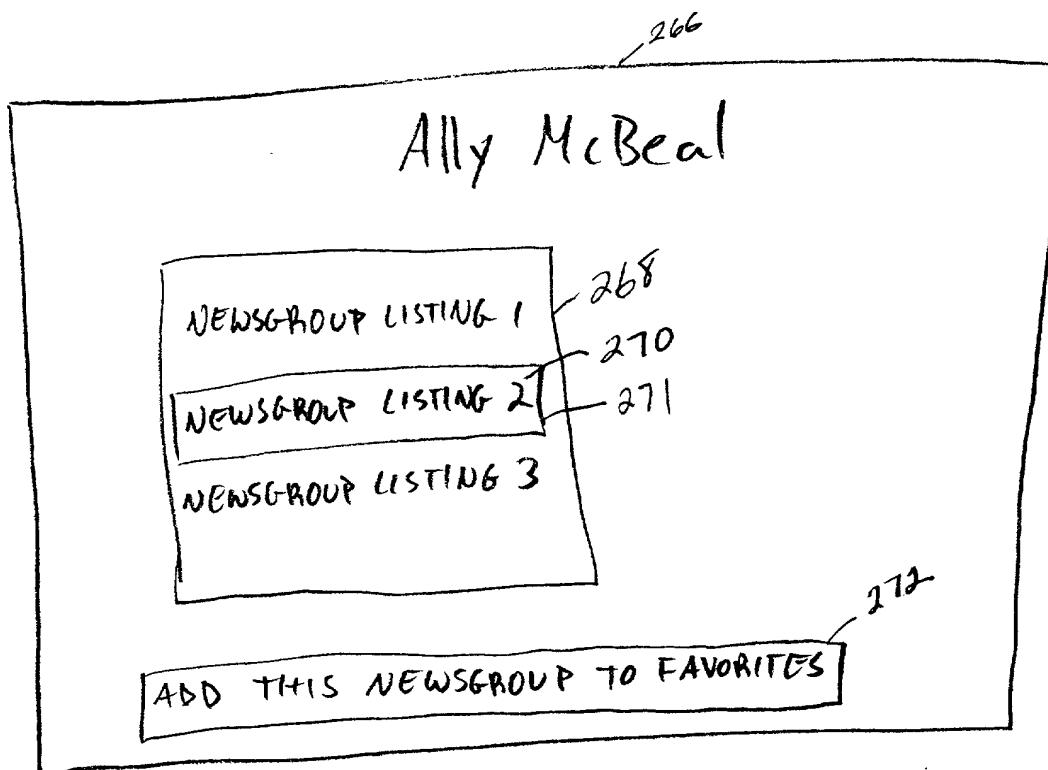 266
Ally McBeal
NEWSGROUP LISTING 1
268
270
NEWSGROUP LISTING 2
271
NEWSGROUP LISTING 3
272
ADD THIS NEWSGROUP TO FAVORITES